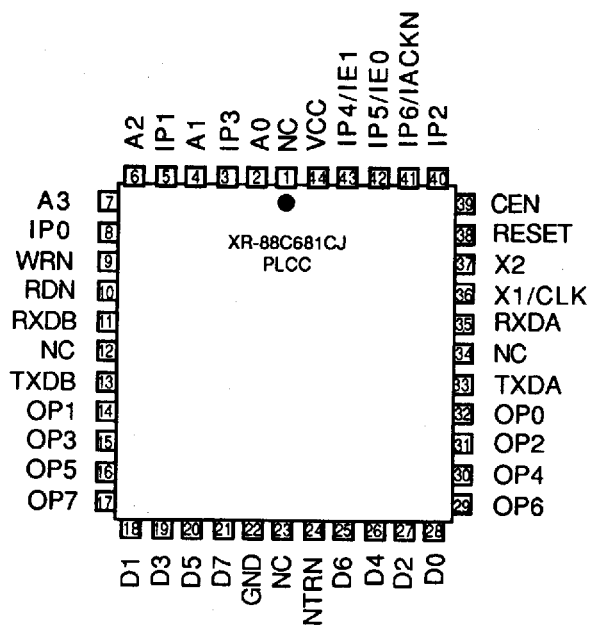 A2 IP1 A1 IP3 A0 NC VCC IP4/IE1 IP5/IE0 IP6/IACKN IP2
6 5 4 3 2 1 44 43 42 41 40
XR-88C681CJ
PLCC
A3 7
IP0 8
WRN 9
RDN 10
RXDB 11
NC 12
TXDB 13
OP1 14
OP3 15
OP5 16
OP7 17
39 CEN
38 RESET
37 X2
36 X1/CLK
35 RXDA
34 NC
33 TXDA
32 OP0
31 OP2
30 OP4
29 OP6
18 19 20 21 22 23 24 25 26 27 28
D1 D3 D5 D7 GND NC NTRN D6 D4 D2 D0